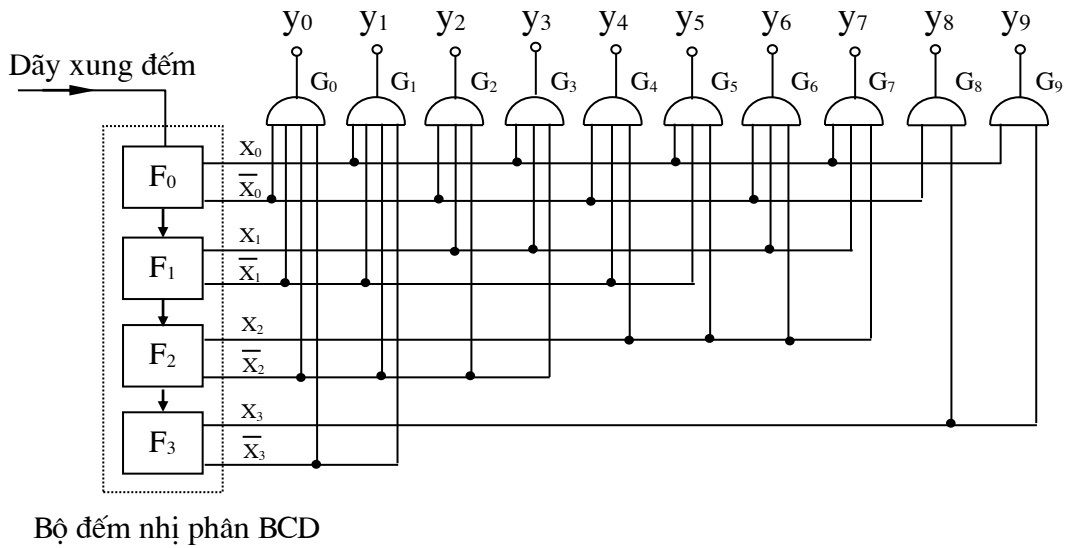 y0 y1 y2 y3 y4 y5 y6 y7 y8 y9
Dãy xung đếm
G0 G1 G2 G3 G4 G5 G6 G7 G8 G9
F0
X0
X̅0
F1
X1
X̅1
F2
X2
X̅2
F3
X3
X̅3
Bộ đếm nhị phân BCD